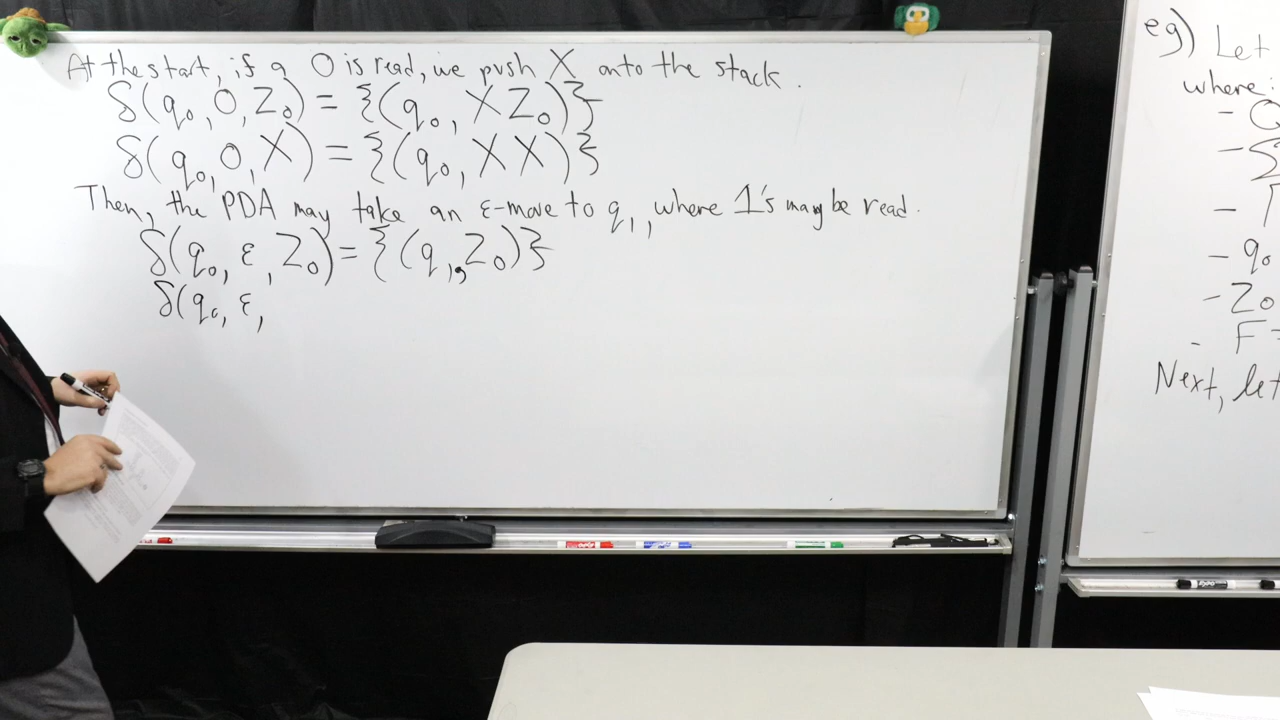 At the start, if a 0 is read, we push X onto the stack.
δ(q₀, 0, Z₀) = {(q₀, XZ₀)}
δ(q₀, 0, X) = {(q₀, XX)}
Then, the PDA may take an ε-move to q₁, where 1's may be read.
δ(q₀, ε, Z₀) = {(q₁, Z₀)}
δ(q₀, ε,
eg) Let
where:
- Q
- Σ
- Γ
- q₀
- Z₀
- F =
Next, let